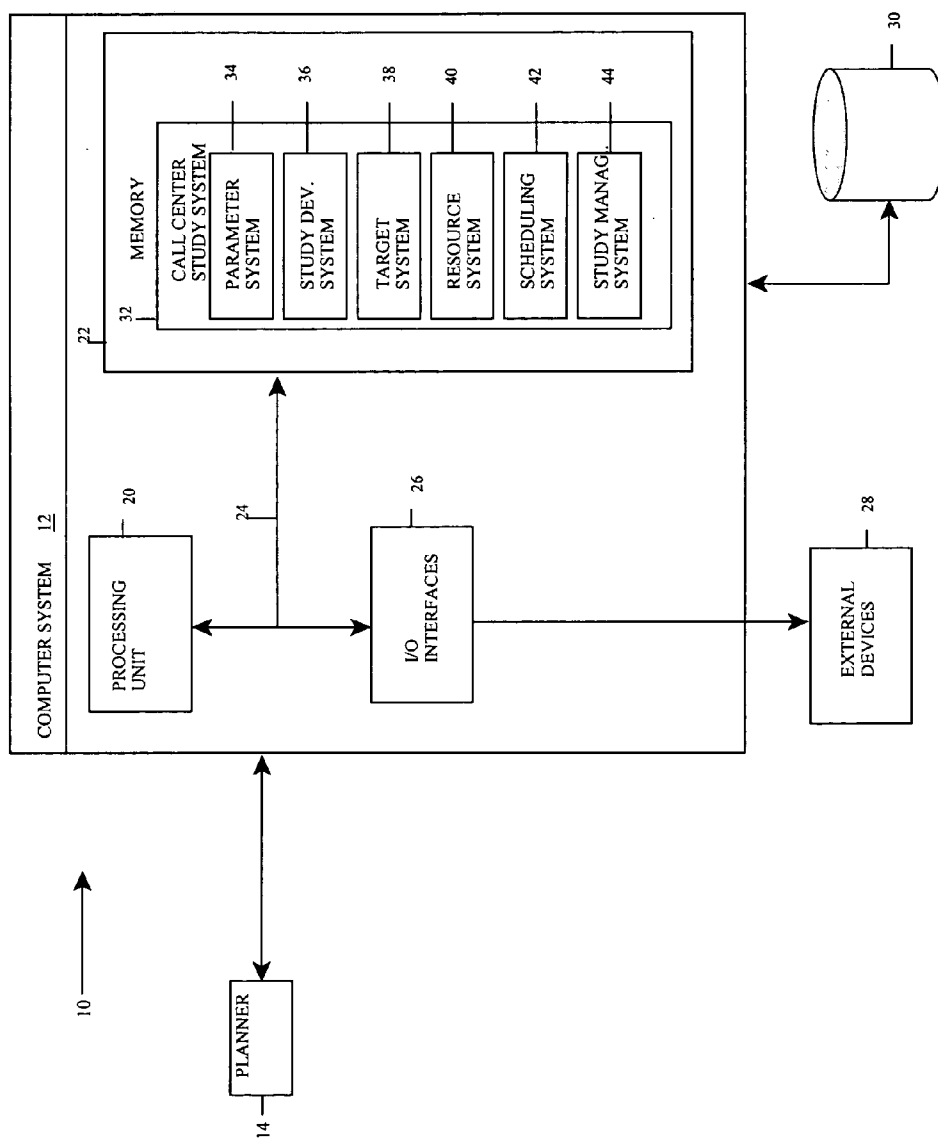 10
COMPUTER SYSTEM 12
PLANNER
14
PROCESSING
UNIT
20
24
I/O
INTERFACES
26
EXTERNAL
DEVICES
28
22
MEMORY
32
CALL CENTER
STUDY SYSTEM
PARAMETER
SYSTEM
34
STUDY DEV.
SYSTEM
36
TARGET
SYSTEM
38
RESOURCE
SYSTEM
40
SCHEDULING
SYSTEM
42
STUDY MANAG.
SYSTEM
44
30